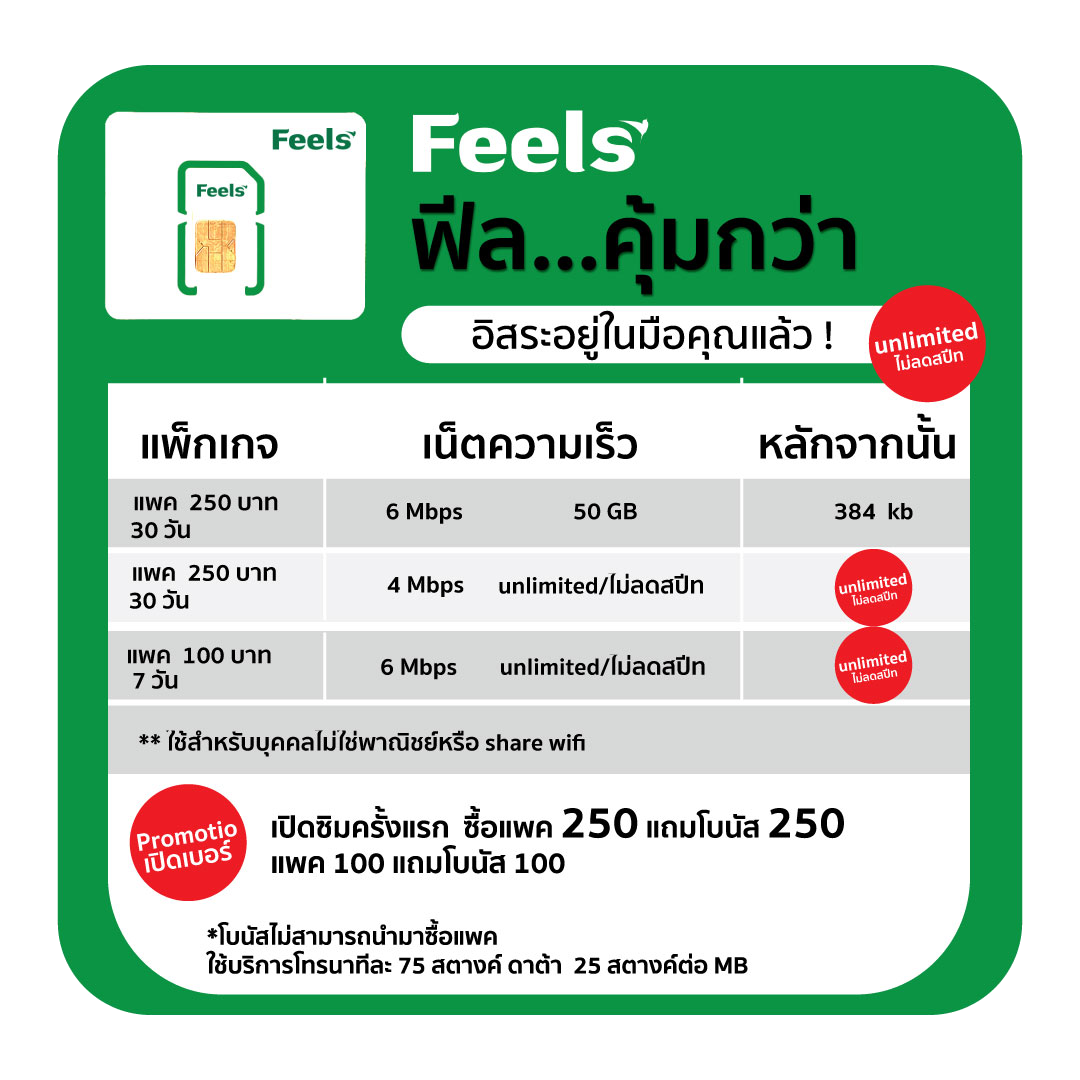 Feels
Feels
Feels
ฟีล...คุ้มกว่า
อิสระอยู่ในมือคุณแล้ว !
unlimited
ไม่ลดสปีท
แพ็กเกจ เน็ตความเร็ว หลักจากนั้น
แพค 250 บาท
30 วัน
6 Mbps 50 GB 384 kb
แพค 250 บาท
30 วัน
4 Mbps unlimited/ไม่ลดสปีท
unlimited
ไม่ลดสปีท
แพค 100 บาท
7 วัน
6 Mbps unlimited/ไม่ลดสปีท
unlimited
ไม่ลดสปีท
** ใช้สำหรับบุคคลไม่ใช่พาณิชย์หรือ share wifi
Promotio
เปิดเบอร์
เปิดซิมครั้งแรก ซื้อแพค 250 แถมโบนัส 250
แพค 100 แถมโบนัส 100
*โบนัสไม่สามารถนำมาซื้อแพค
ใช้บริการโทรนาทีละ 75 สตางค์ ดาต้า 25 สตางค์ต่อ MB